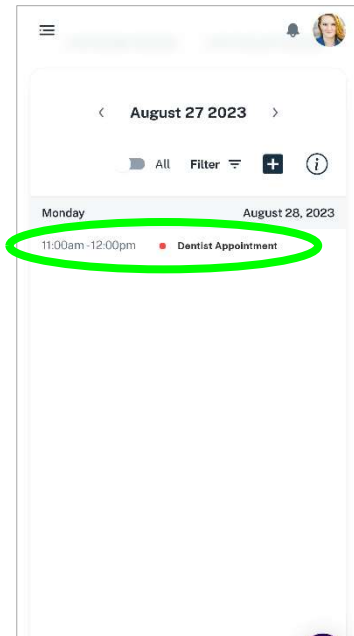 August 27 2023
All Filter
Monday August 28, 2023
11:00am -12:00pm Dentist Appointment